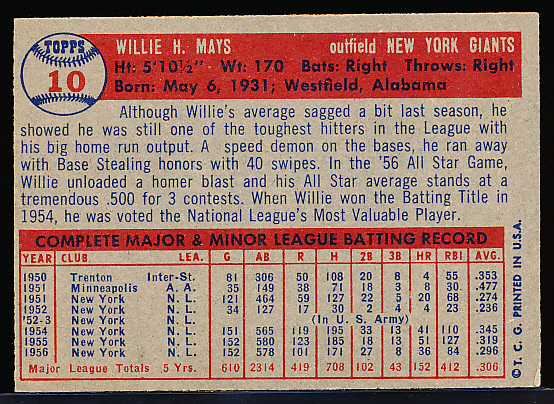 TOPPS
10
WILLIE H. MAYS outfield NEW YORK GIANTS
Ht: 5'10½" · Wt: 170 Bats: Right Throws: Right
Born: May 6, 1931; Westfield, Alabama
Although Willie's average sagged a bit last season, he
showed he was still one of the toughest hitters in the League with
his big home run output. A speed demon on the bases, he ran away
with Base Stealing honors with 40 swipes. In the '56 All Star Game,
Willie unloaded a homer blast and his All Star average stands at a
tremendous .500 for 3 contests. When Willie won the Batting Title in
1954, he was voted the National League's Most Valuable Player.
COMPLETE MAJOR & MINOR LEAGUE BATTING RECORD
YEAR CLUB LEA. G AB R H 2B 3B HR RBI AVG.
1950 Trenton Inter-St. 81 306 50 108 20 8 4 55 .353
1951 Minneapolis A. A. 35 149 38 71 18 3 8 30 .477
1951 New York N. L. 121 464 59 127 22 5 20 68 .274
1952 New York N. L. 34 127 17 30 2 4 4 23 .236
'52-3 New York N. L. (In U. S. Army)
1954 New York N. L. 151 565 119 195 33 13 41 110 .345
1955 New York N. L. 152 580 123 185 18 13 51 127 .319
1956 New York N. L. 152 578 101 171 27 8 36 84 .296
Major League Totals 5 Yrs. 610 2314 419 708 102 43 152 412 .306
© T. C. G. PRINTED IN U.S.A.